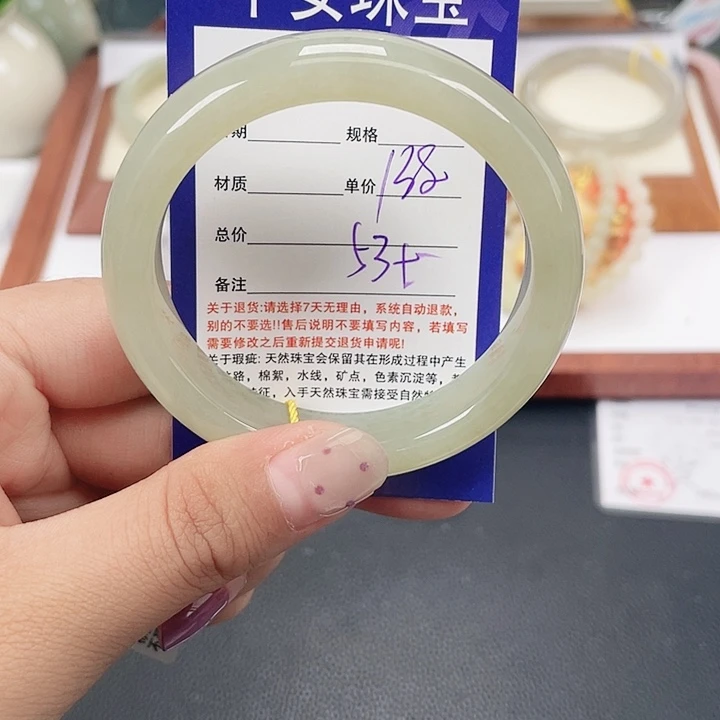 平安珠宝
期 规格
材质 单价 138
总价 53+
备注
关于退货:请选择7天无理由，系统自动退款，
别的不要选!!售后说明不要填写内容，若填写
需要修改之后重新提交退货申请呢!
关于瑕疵: 天然珠宝会保留其在形成过程中产生
路，棉絮，水线，矿点，色素沉淀等，
征，入手天然珠宝需接受自然